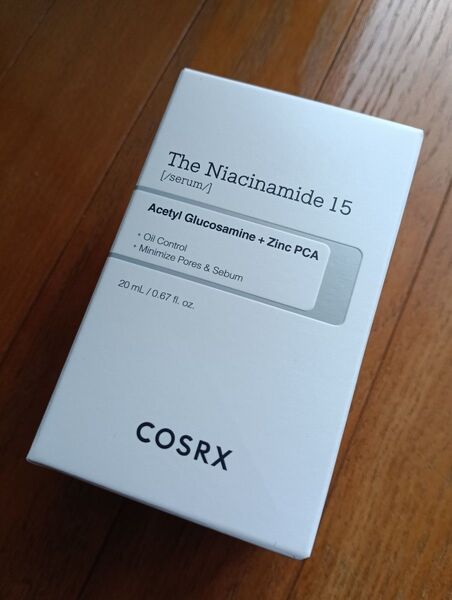 The Niacinamide 15
[/serum/]
Acetyl Glucosamine + Zinc PCA
• Oil Control
• Minimize Pores & Sebum
20 mL / 0.67 fl. oz.
COSRX